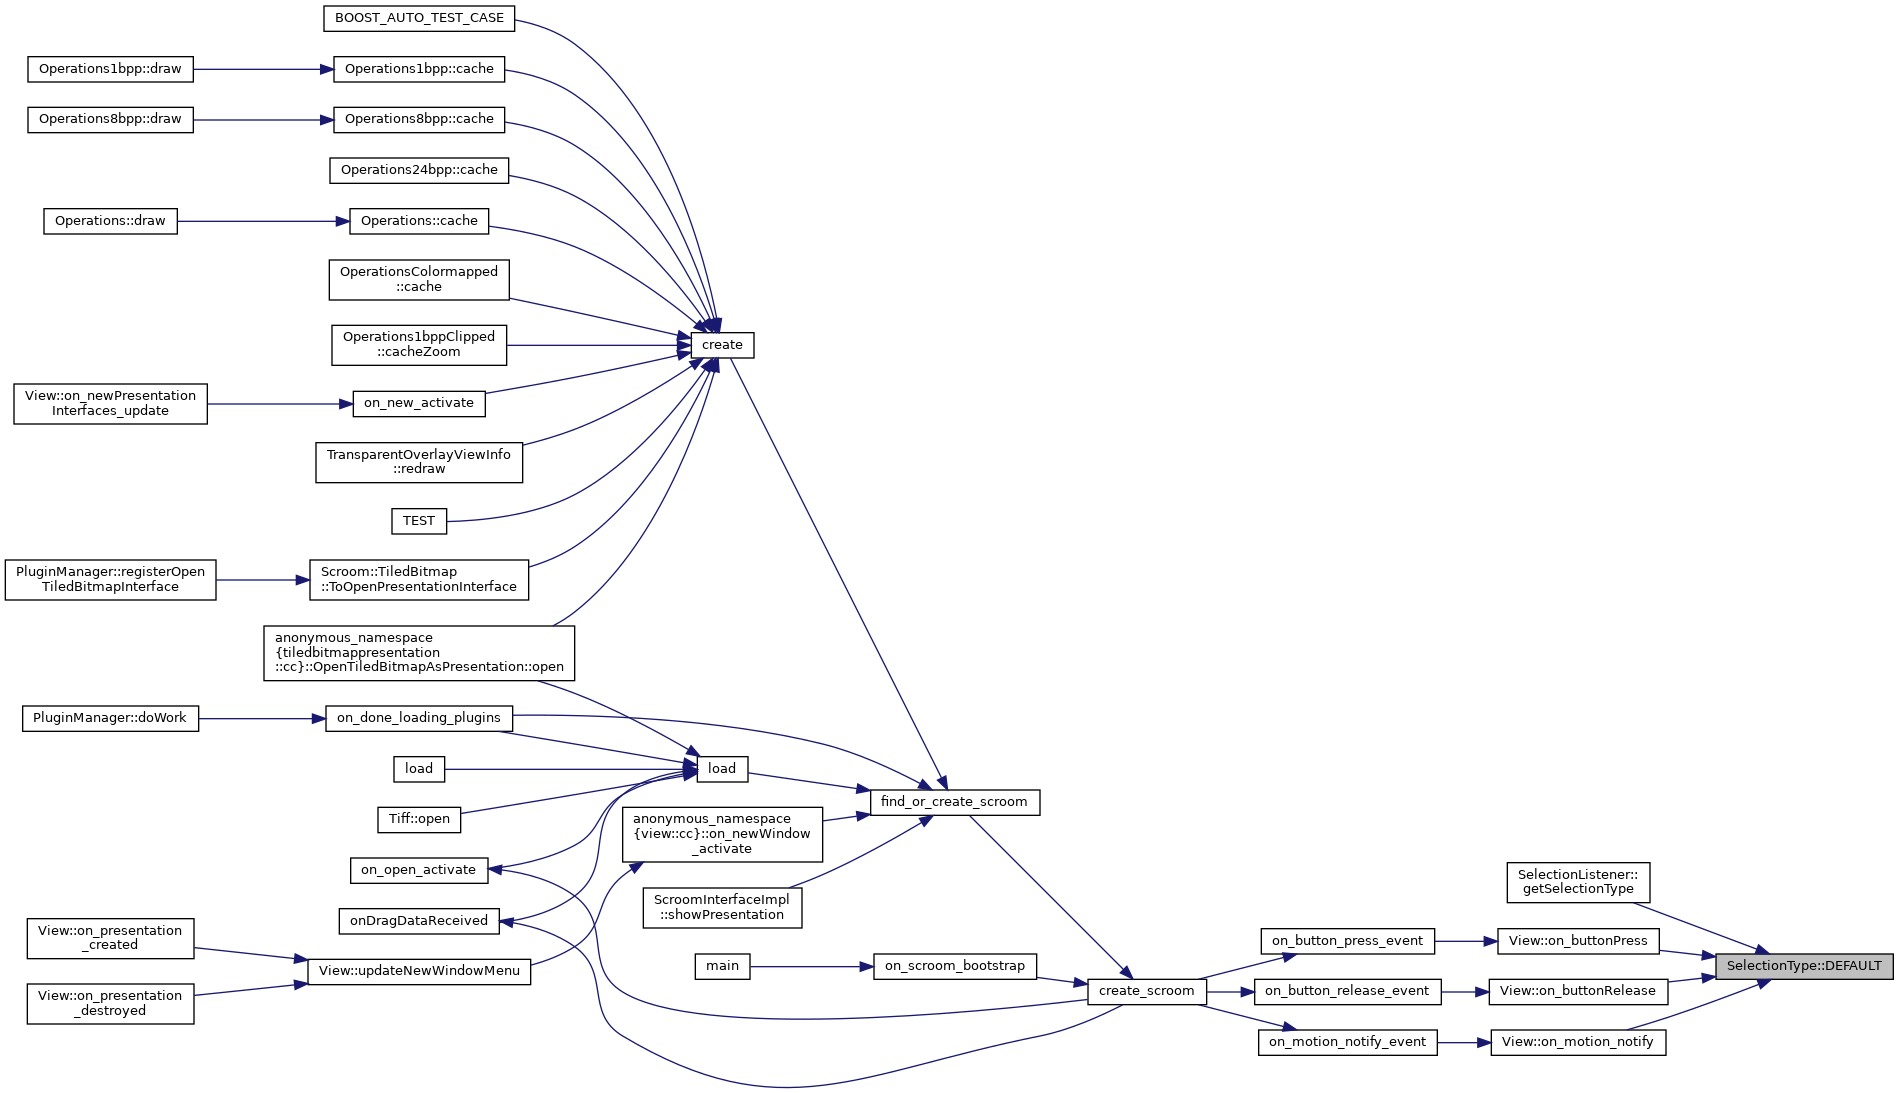 BOOST_AUTO_TEST_CASE
Operations1bpp::draw
Operations1bpp::cache
Operations8bpp::draw
Operations8bpp::cache
Operations24bpp::cache
Operations::draw
Operations::cache
OperationsColormapped
::cache
Operations1bppClipped
::cacheZoom
create
View::on_newPresentation
Interfaces_update
on_new_activate
TransparentOverlayViewInfo
::redraw
TEST
PluginManager::registerOpen
TiledBitmapInterface
Scroom::TiledBitmap
::ToOpenPresentationInterface
anonymous_namespace
{tiledbitmappresentation
::cc}::OpenTiledBitmapAsPresentation::open
PluginManager::doWork
on_done_loading_plugins
load
load
Tiff::open
find_or_create_scroom
anonymous_namespace
{view::cc}::on_newWindow
_activate
on_open_activate
ScroomInterfaceImpl
::showPresentation
onDragDataReceived
View::on_presentation
_created
View::updateNewWindowMenu
View::on_presentation
_destroyed
main
on_scroom_bootstrap
create_scroom
SelectionListener::
getSelectionType
on_button_press_event
View::on_buttonPress
SelectionType::DEFAULT
on_button_release_event
View::on_buttonRelease
on_motion_notify_event
View::on_motion_notify